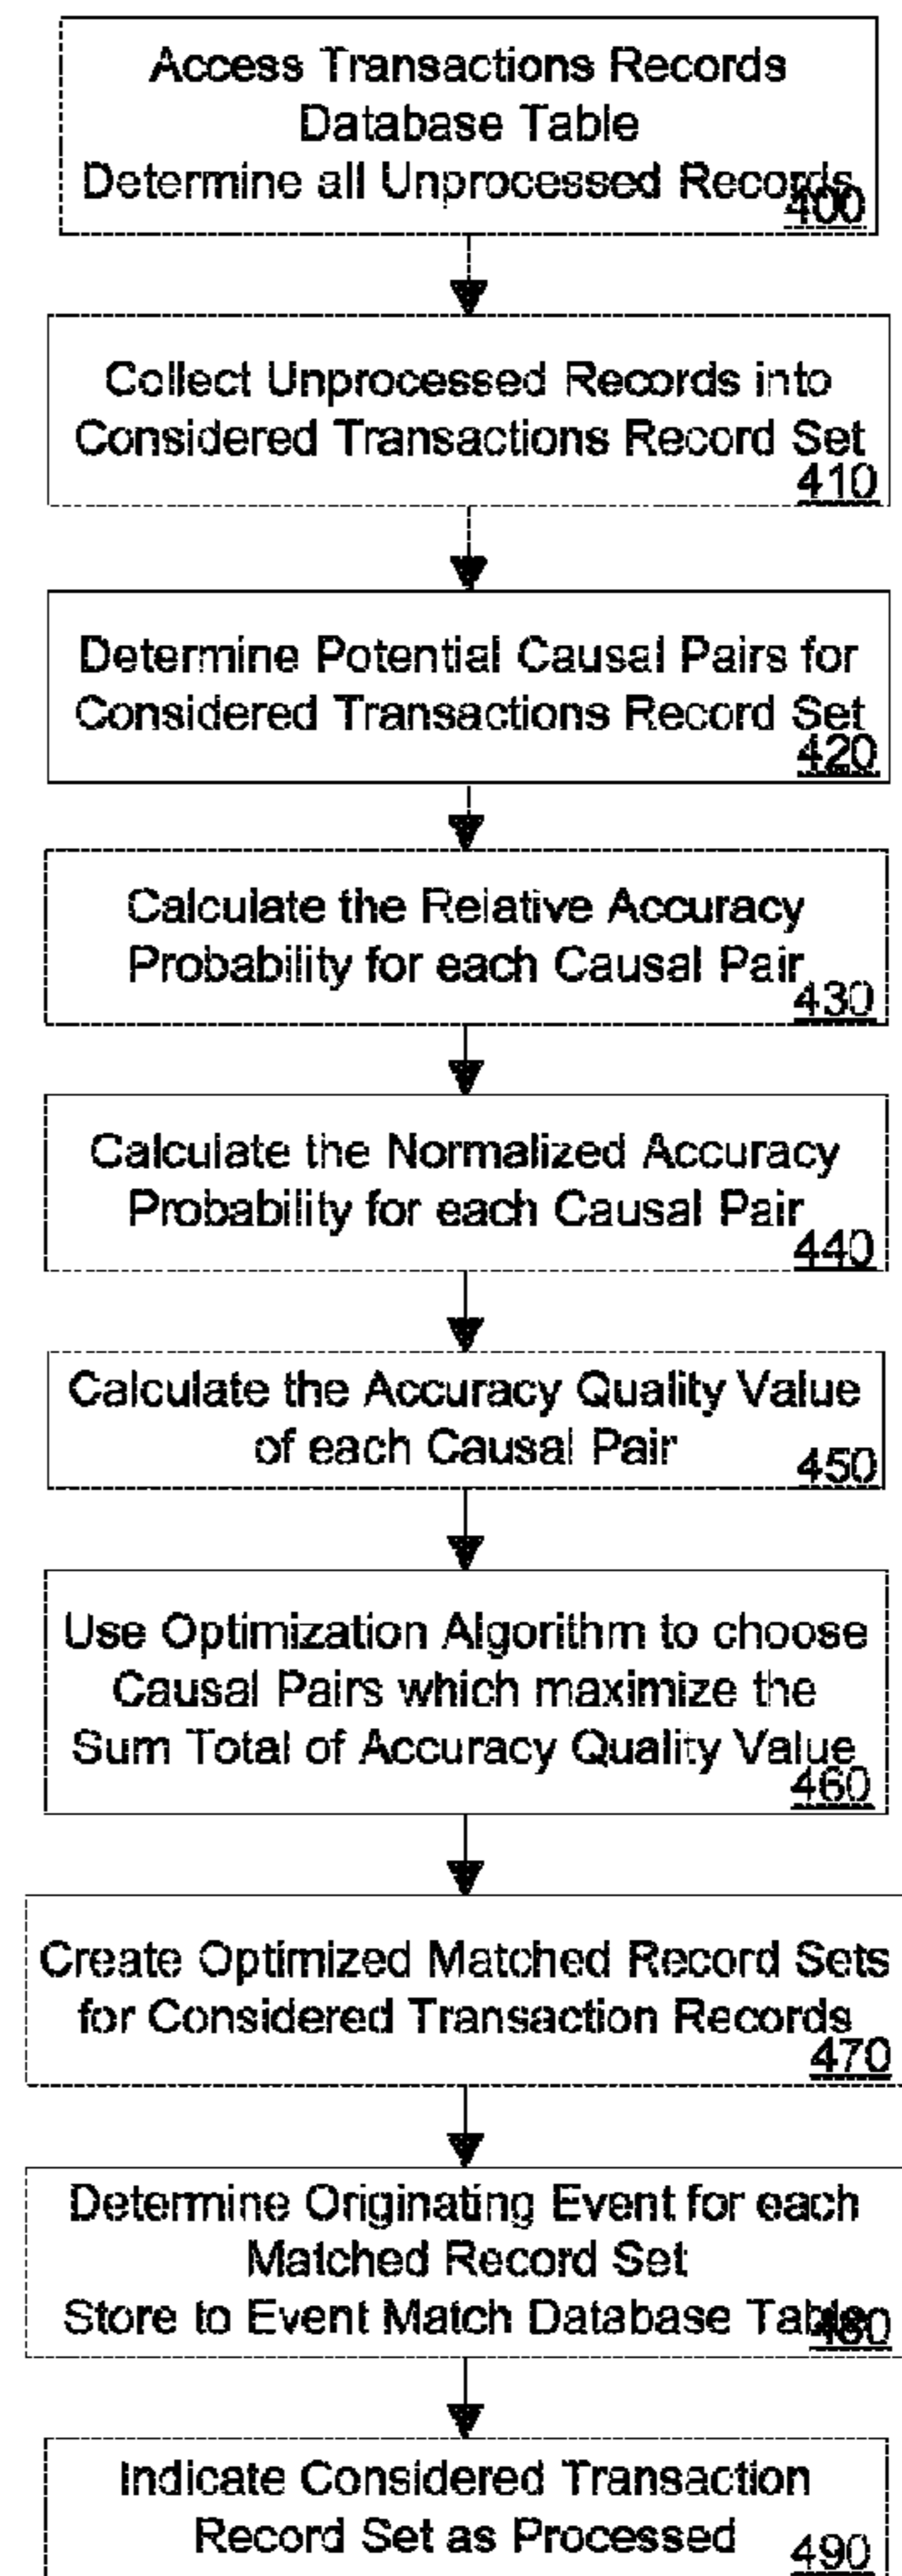 Access Transactions Records
Database Table
Determine all Unprocessed Records
400
Collect Unprocessed Records into
Considered Transactions Record Set
410
Determine Potential Causal Pairs for
Considered Transactions Record Set
420
Calculate the Relative Accuracy
Probability for each Causal Pair
430
Calculate the Normalized Accuracy
Probability for each Causal Pair
440
Calculate the Accuracy Quality Value
of each Causal Pair
450
Use Optimization Algorithm to choose
Causal Pairs which maximize the
Sum Total of Accuracy Quality Value
460
Create Optimized Matched Record Sets
for Considered Transaction Records
470
Determine Originating Event for each
Matched Record Set
Store to Event Match Database Table
480
Indicate Considered Transaction
Record Set as Processed
490